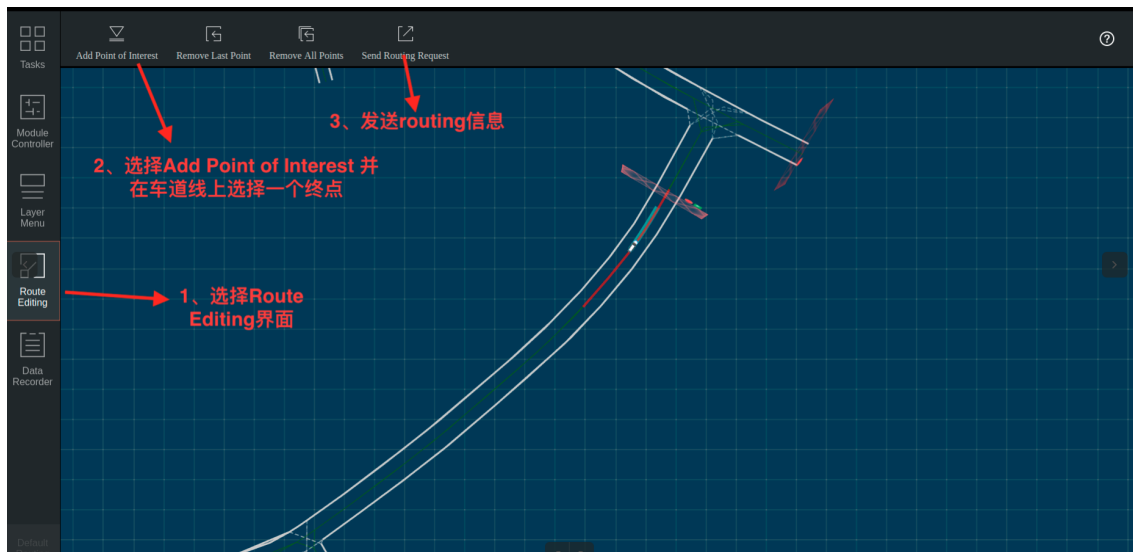 Add Point of Interest
Remove Last Point
Remove All Points
Send Routing Request
Tasks
Module
Controller
Layer
Menu
Route
Editing
Data
Recorder
Default
3、发送routing信息
2、选择Add Point of Interest 并
在车道线上选择一个终点
1、选择Route
Editing界面